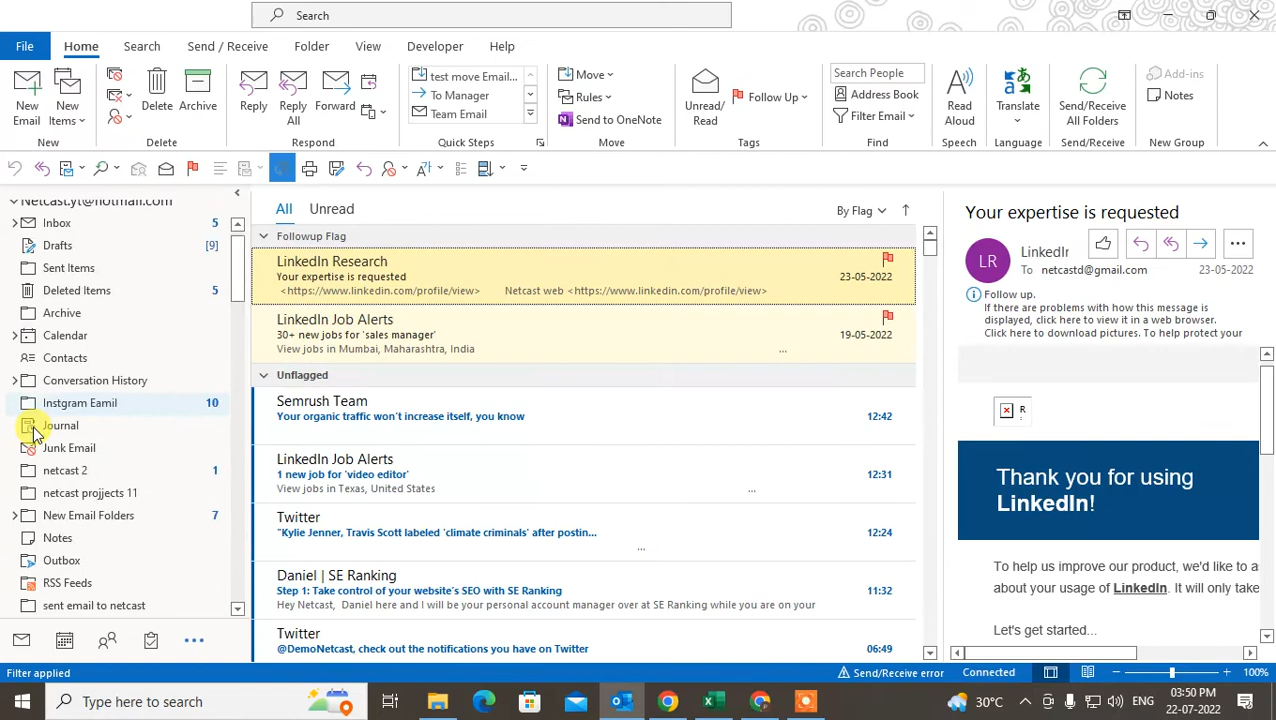 Search
File
Home
Search
Send / Receive
Folder
View
Developer
Help
New
Email
New
Items
Delete
Archive
Reply
Reply
All
Forward
test move Email...
To Manager
Team Email
Move
Rules
Send to OneNote
Unread/
Read
Follow Up
Search People
Address Book
Filter Email
Read
Aloud
Translate
Send/Receive
All Folders
Add-ins
Notes
New
Delete
Respond
Quick Steps
Move
Tags
Find
Speech
Language
Send/Receive
New Group
Netcast.yt@hotmail.com
Inbox 5
Drafts [9]
Sent Items
Deleted Items 5
Archive
Calendar
Contacts
Conversation History
Instgram Eamil 10
Journal
Junk Email
netcast 2 1
netcast projjects 11
New Email Folders 7
Notes
Outbox
RSS Feeds
sent email to netcast
All Unread By Flag
Followup Flag
LinkedIn Research
Your expertise is requested 23-05-2022
<https://www.linkedin.com/profile/view> Netcast web <https://www.linkedin.com/profile/view>
LinkedIn Job Alerts
30+ new jobs for 'sales manager' 19-05-2022
View jobs in Mumbai, Maharashtra, India ...
Unflagged
Semrush Team
Your organic traffic won't increase itself, you know 12:42
LinkedIn Job Alerts
1 new job for 'video editor' 12:31
View jobs in Texas, United States ...
Twitter
"Kylie Jenner, Travis Scott labeled 'climate criminals' after postin... 12:24
...
Daniel | SE Ranking
Step 1: Take control of your website's SEO with SE Ranking 11:32
Hey Netcast, Daniel here and I will be your personal account manager over at SE Ranking while you are on your
Twitter
@DemoNetcast, check out the notifications you have on Twitter 06:49
Your expertise is requested
LR
LinkedIr
To netcastd@gmail.com 23-05-2022
Follow up.
If there are problems with how this message is
displayed, click here to view it in a web browser.
Click here to download pictures. To help protect your
R
:
Thank you for using
LinkedIn!
To help us improve our product, we'd like to a
about your usage of LinkedIn. It will only take
Let's get started...
Filter applied
Send/Receive error
Connected
100%
Type here to search
30°C
ENG
03:50 PM
22-07-2022